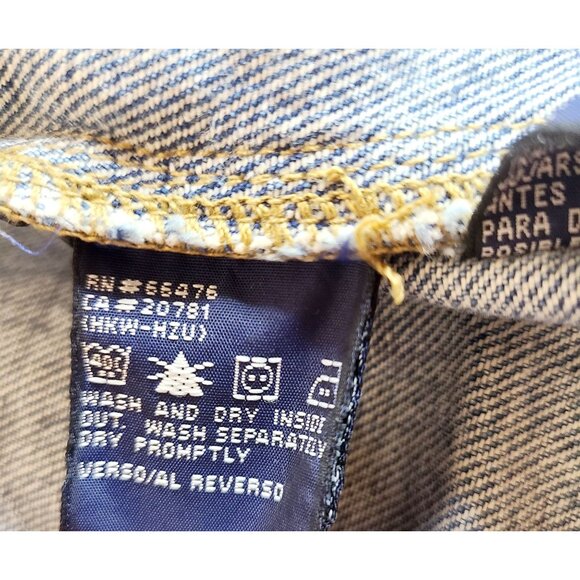 RN#66476
CA#20781
(HKW-HZU)
WASH AND DRY INSIDE
OUT. WASH SEPARATELY
DRY PROMPTLY
VERSO/AL REVERSO
ANTES
PARA D
POSIBLE